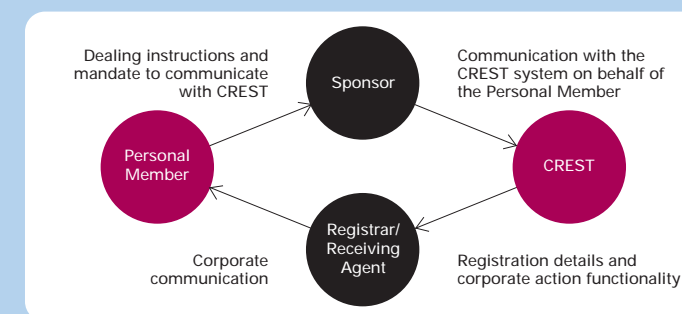 Dealing instructions and
mandate to communicate
with CREST
Sponsor
Communication with the
CREST system on behalf of
the Personal Member
Personal
Member
CREST
Registrar/
Receiving
Agent
Corporate
communication
Registration details and
corporate action functionality